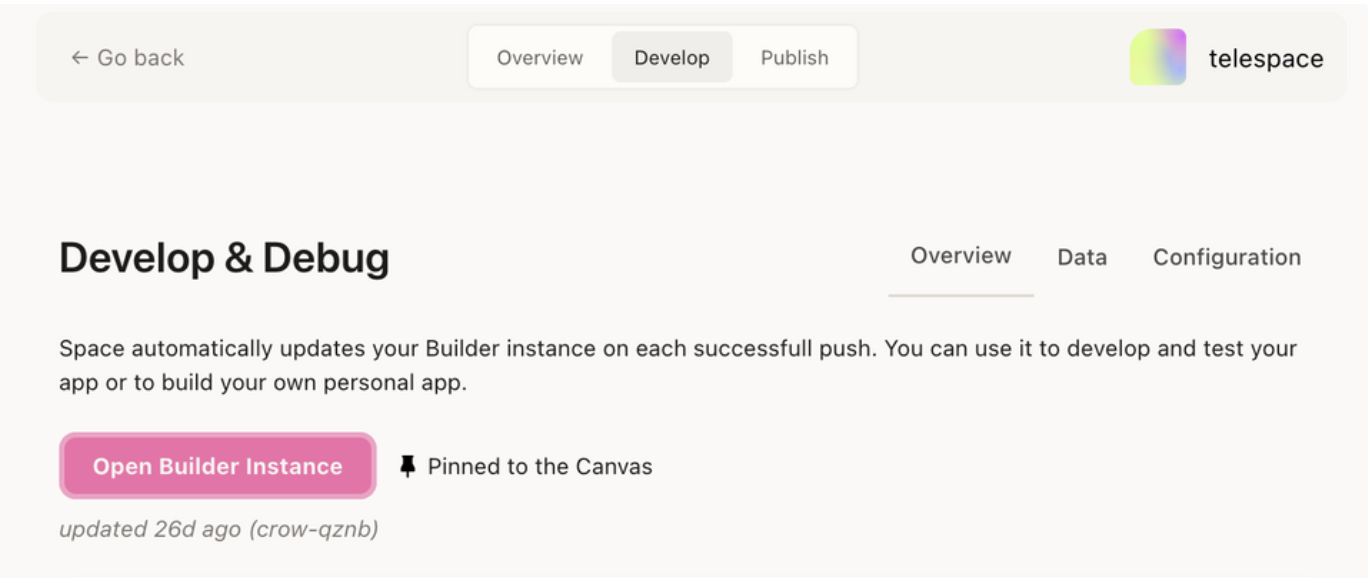 ← Go back
Overview Develop Publish
telespace
Develop & Debug
Overview Data Configuration
Space automatically updates your Builder instance on each successfull push. You can use it to develop and test your
app or to build your own personal app.
Open Builder Instance
Pinned to the Canvas
updated 26d ago (crow-qznb)